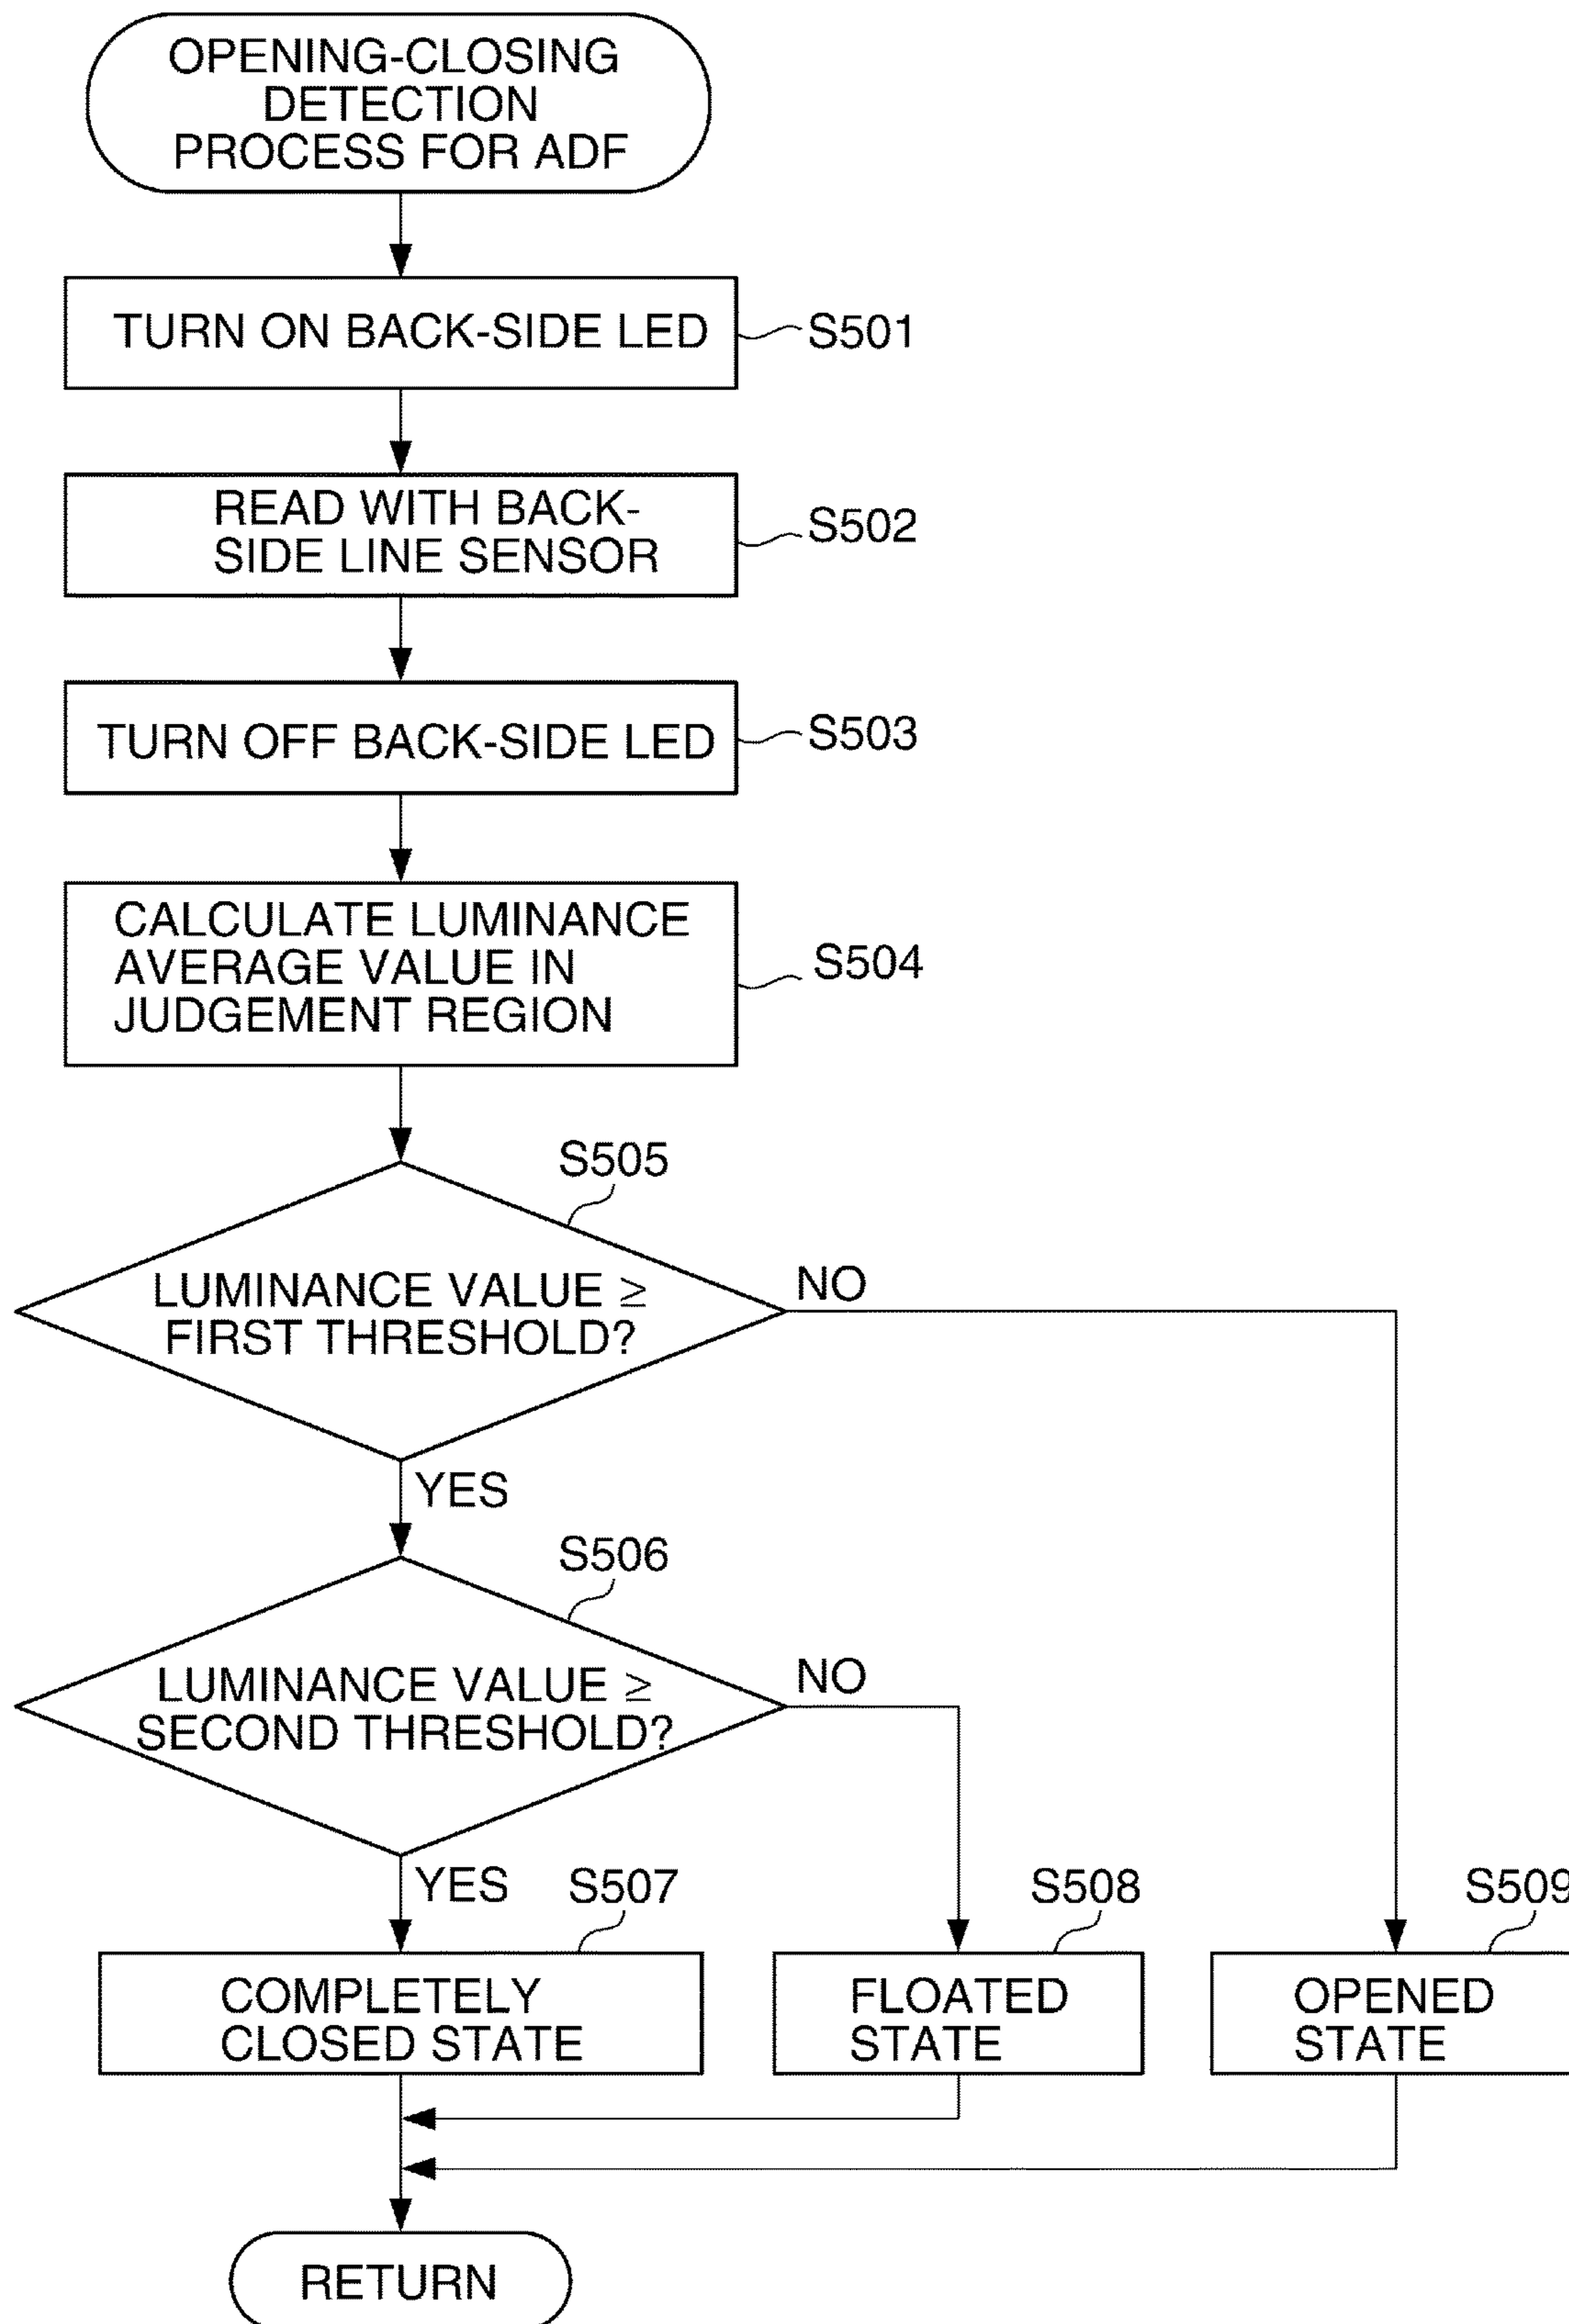 OPENING-CLOSING
DETECTION
PROCESS FOR ADF
TURN ON BACK-SIDE LED
S501
READ WITH BACK-
SIDE LINE SENSOR
S502
TURN OFF BACK-SIDE LED
S503
CALCULATE LUMINANCE
AVERAGE VALUE IN
JUDGEMENT REGION
S504
S505
LUMINANCE VALUE ≥
FIRST THRESHOLD?
NO
YES
S506
LUMINANCE VALUE ≥
SECOND THRESHOLD?
NO
YES
S507
S508
S509
COMPLETELY
CLOSED STATE
FLOATED
STATE
OPENED
STATE
RETURN